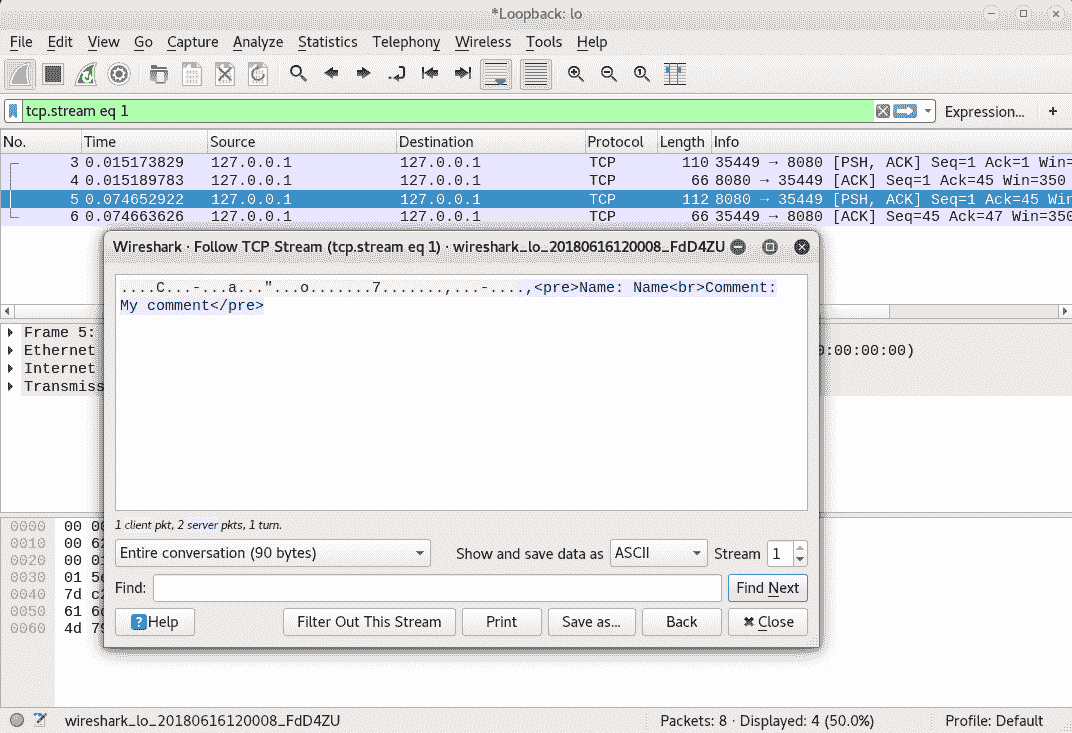 *Loopback: lo
File Edit View Go Capture Analyze Statistics Telephony Wireless Tools Help
tcp.stream eq 1 Expression... +
No. Time Source Destination Protocol Length Info
3 0.015173829 127.0.0.1 127.0.0.1 TCP 110 35449 → 8080 [PSH, ACK] Seq=1 Ack=1 Win=
4 0.015189783 127.0.0.1 127.0.0.1 TCP 66 8080 → 35449 [ACK] Seq=1 Ack=45 Win=350
5 0.074652922 127.0.0.1 127.0.0.1 TCP 112 8080 → 35449 [PSH, ACK] Seq=1 Ack=45 Wi
6 0.074663626 127.0.0.1 127.0.0.1 TCP 66 35449 → 8080 [ACK] Seq=45 Ack=47 Win=350
Wireshark · Follow TCP Stream (tcp.stream eq 1) · wireshark_lo_20180616120008_FdD4ZU
....C...-...a..."...o.......7.......,...-....,<pre>Name: Name<br>Comment:
My comment</pre>
Frame 5:
Ethernet :00:00:00)
Internet
Transmiss
1 client pkt, 2 server pkts, 1 turn.
Entire conversation (90 bytes) Show and save data as ASCII Stream 1
Find: Find Next
?Help Filter Out This Stream Print Save as... Back Close
0000 00 00
0010 00 62
0020 00 01
0030 01 5e
0040 7d c2
0050 61 6d
0060 4d 79
wireshark_lo_20180616120008_FdD4ZU Packets: 8 · Displayed: 4 (50.0%) Profile: Default